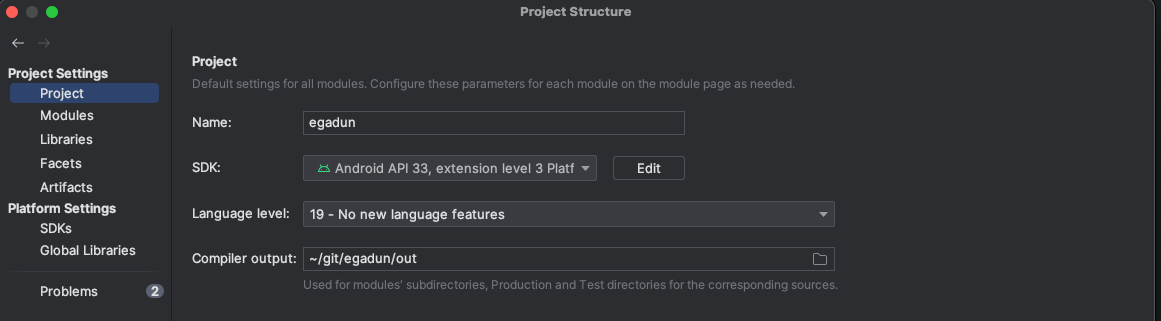 Project Structure
Project Settings
Project
Modules
Libraries
Facets
Artifacts
Platform Settings
SDKs
Global Libraries
Problems 2
Project
Default settings for all modules. Configure these parameters for each module on the module page as needed.
Name: egadun
SDK: Android API 33, extension level 3 Platf Edit
Language level: 19 - No new language features
Compiler output: ~/git/egadun/out
Used for modules' subdirectories, Production and Test directories for the corresponding sources.